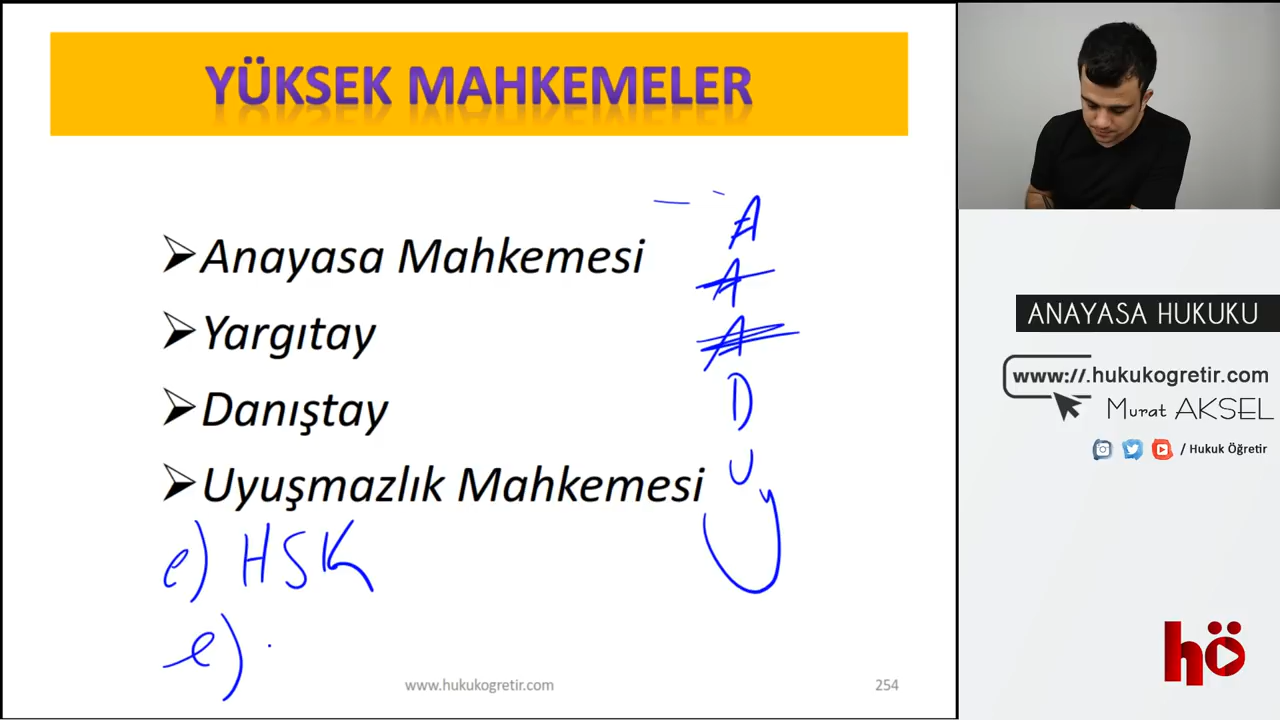 YÜKSEK MAHKEMELER
A
Anayasa Mahkemesi
A
Yargıtay
A
Danıştay
D
Uyuşmazlık Mahkemesi
U
y
e) HSK
e)
www.hukukogretir.com
254
ANAYASA HUKUKU
www://.hukukogretir.com
Murat AKSEL
/ Hukuk Öğretir
hö